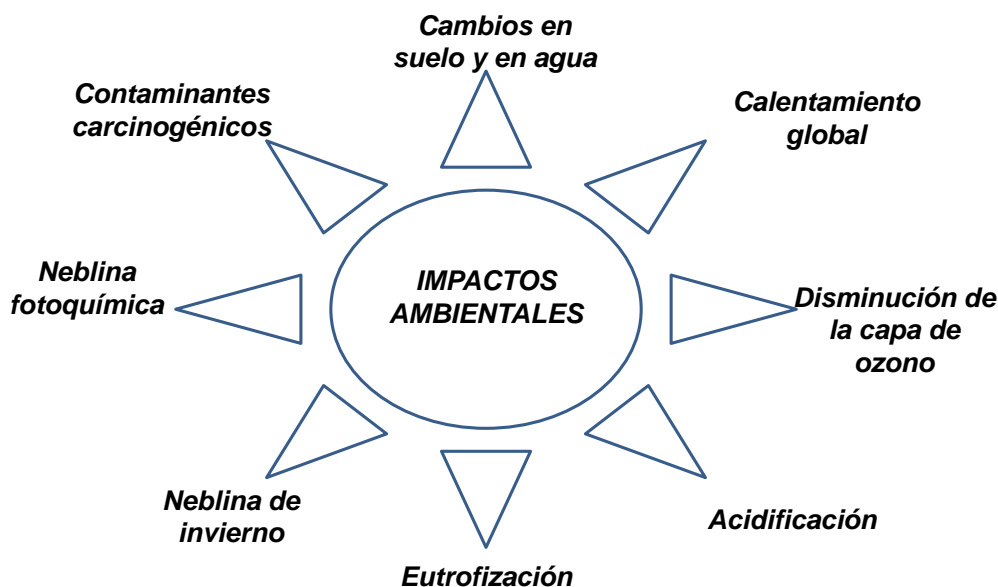 Cambios en
suelo y en agua
Contaminantes
carcinogénicos
Calentamiento
global
Neblina
fotoquímica
IMPACTOS
AMBIENTALES
Disminución de
la capa de
ozono
Neblina de
invierno
Acidificación
Eutrofización